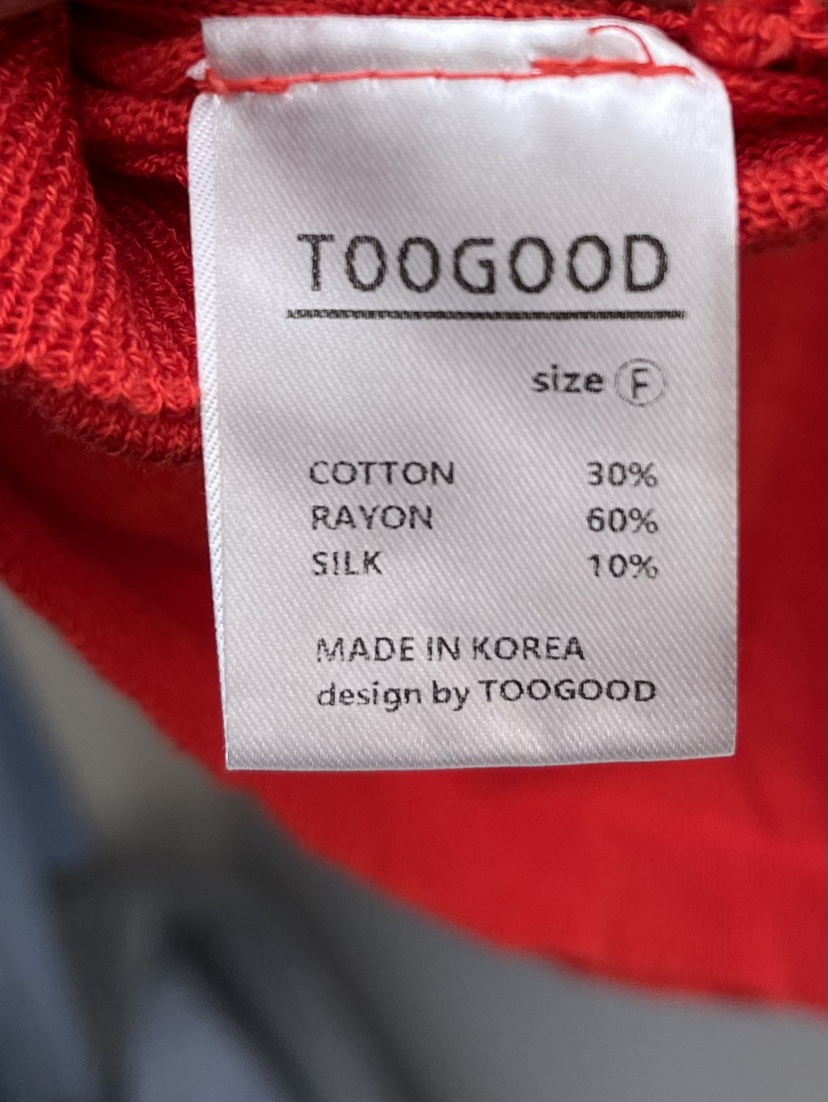 TOOGOOD
size F
COTTON 30%
RAYON 60%
SILK 10%
MADE IN KOREA
design by TOOGOOD